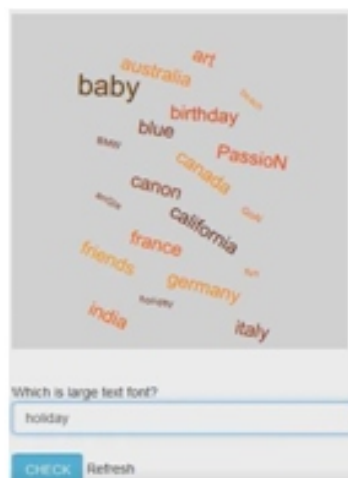 art
australia
baby
birthday
blue
BMW
PassioN
canada
canon
california
france
friends
germany
india
italy
Which is large text font?
holiday
CHECK Refresh